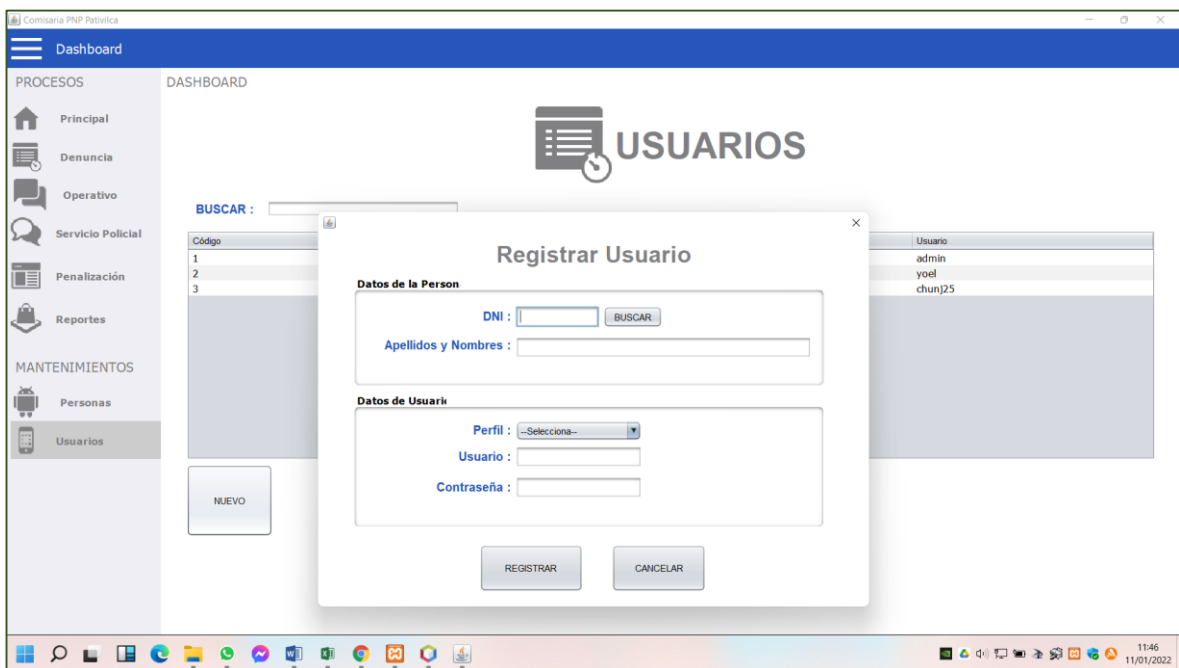 Comisaria PNP Pativilca
Dashboard
PROCESOS
Principal
Denuncia
Operativo
Servicio Policial
Penalización
Reportes
MANTENIMIENTOS
Personas
Usuarios
DASHBOARD
USUARIOS
BUSCAR :
Código
Usuario
1
admin
2
yoel
3
chunj25
NUEVO
Registrar Usuario
Datos de la Person
DNI :
BUSCAR
Apellidos y Nombres :
Datos de Usuari
Perfil :
--Selecciona--
Usuario :
Contraseña :
REGISTRAR
CANCELAR
11:46
11/01/2022